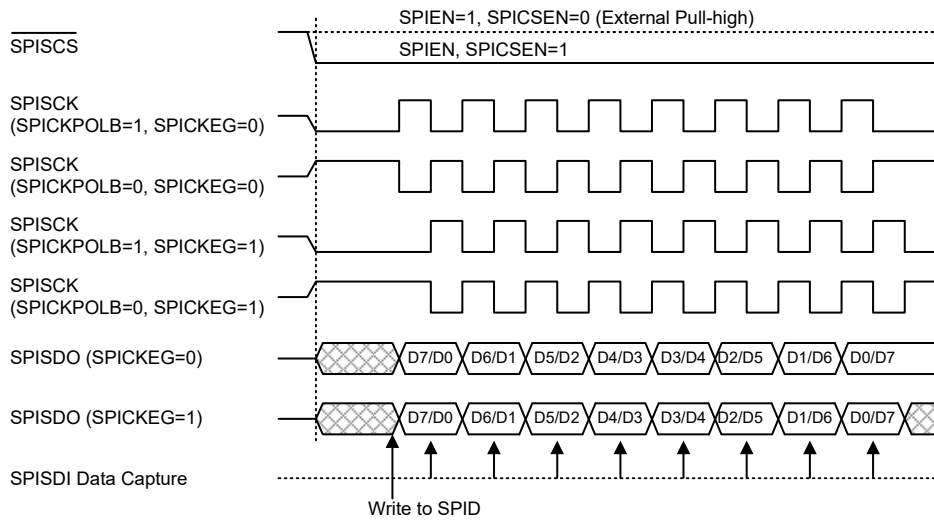 SPIEN=1, SPICSEN=0 (External Pull-high)
SPISCS
SPIEN, SPICSEN=1
SPISCK
(SPICKPOLB=1, SPICKEG=0)
SPISCK
(SPICKPOLB=0, SPICKEG=0)
SPISCK
(SPICKPOLB=1, SPICKEG=1)
SPISCK
(SPICKPOLB=0, SPICKEG=1)
SPISDO (SPICKEG=0) D7/D0 D6/D1 D5/D2 D4/D3 D3/D4 D2/D5 D1/D6 D0/D7
SPISDO (SPICKEG=1) D7/D0 D6/D1 D5/D2 D4/D3 D3/D4 D2/D5 D1/D6 D0/D7
SPISDI Data Capture
Write to SPID